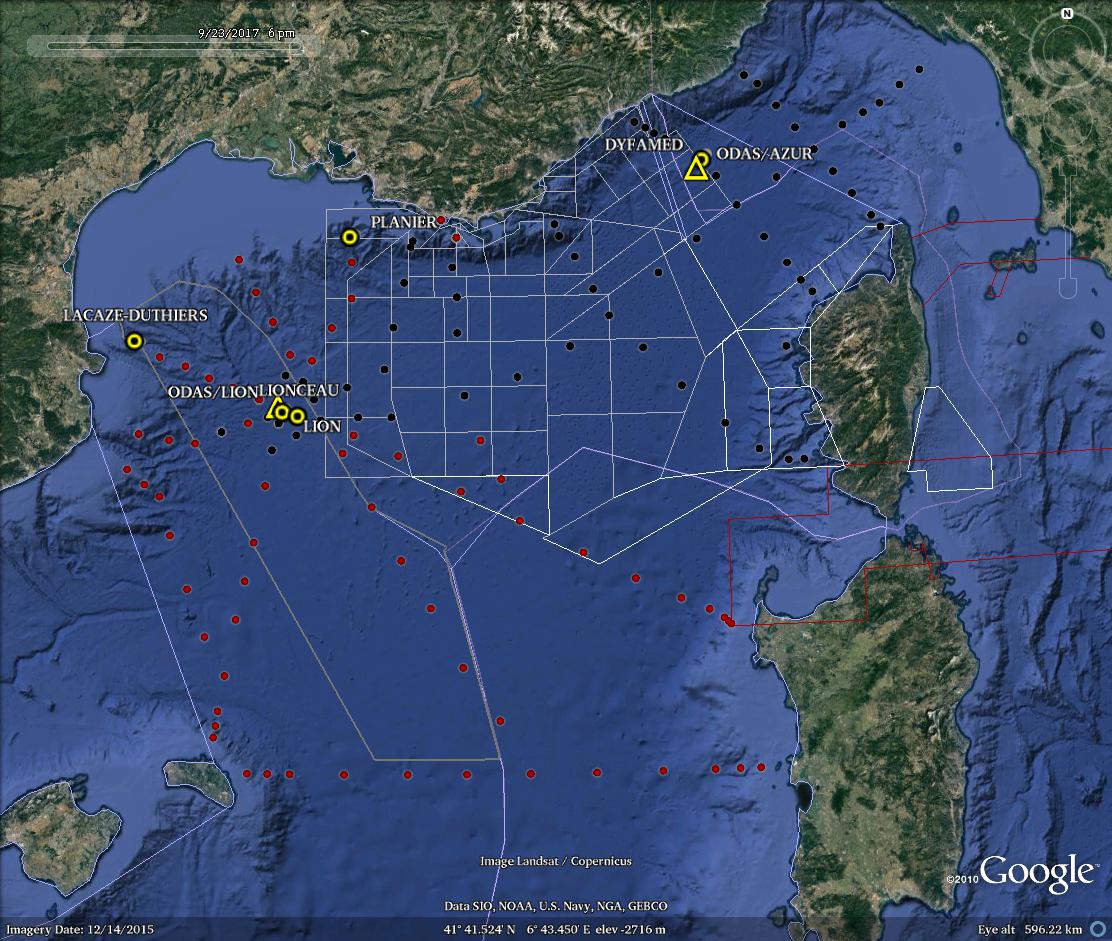 N
9/23/2017 6 pm
DYFAMED
ODAS/AZUR
PLANIER
LACAZE-DUTHIERS
ODAS/LION LIONCEAU
LION
Image Landsat / Copernicus
©2010 Google
Data SIO, NOAA, U.S. Navy, NGA, GEBCO
Imagery Date: 12/14/2015
41° 41.524' N 6° 43.450' E elev -2716 m
Eye alt 596.22 km